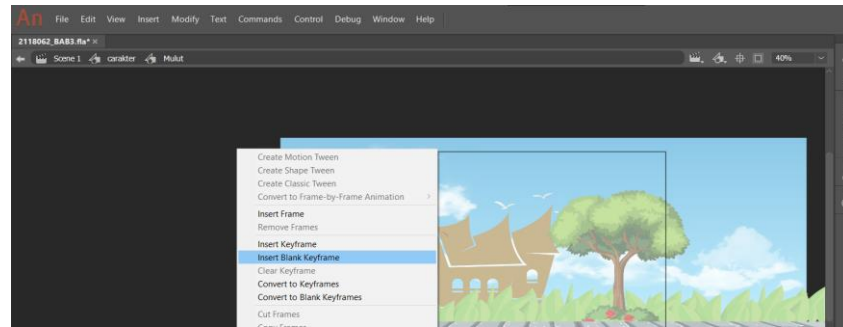 An File Edit View Insert Modify Text Commands Control Debug Window Help
2118062_BAB3.fla* ×
Scene 1 carakter Mulut 40%
Create Motion Tween
Create Shape Tween
Create Classic Tween
Convert to Frame-by-Frame Animation
Insert Frame
Remove Frames
Insert Keyframe
Insert Blank Keyframe
Clear Keyframe
Convert to Keyframes
Convert to Blank Keyframes
Cut Frames
Copy Frames